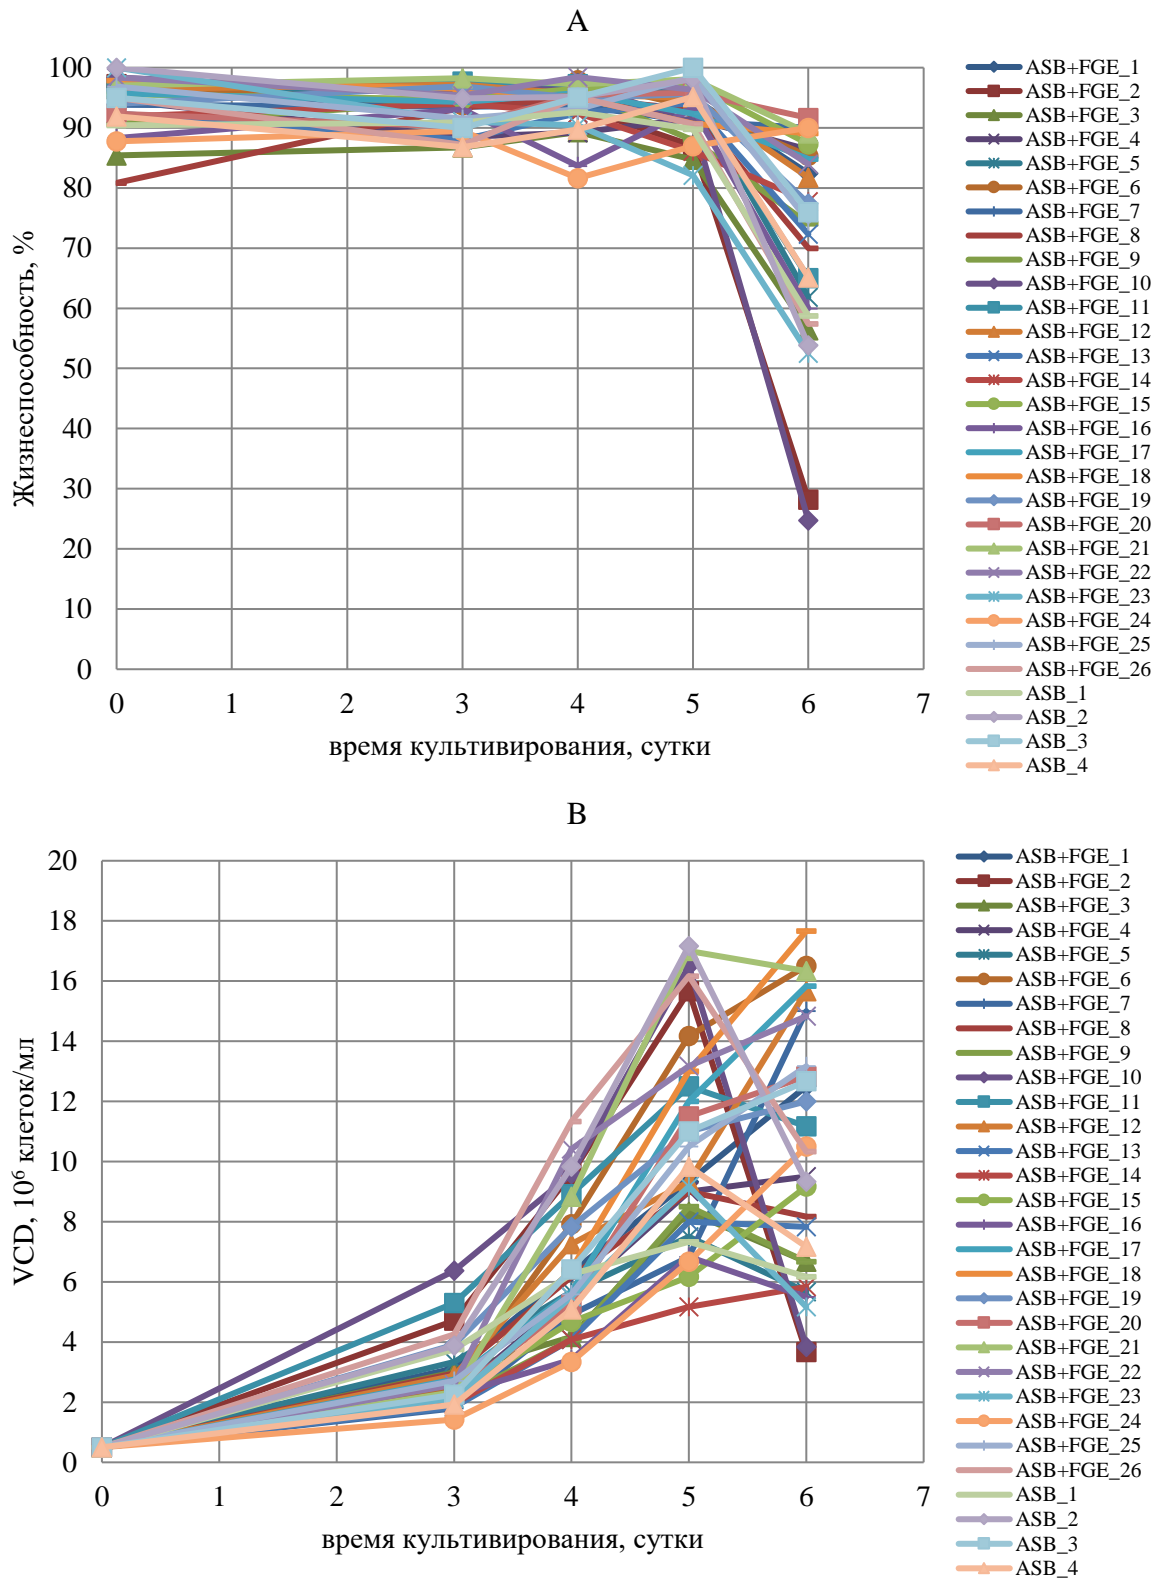 A
100
90
80
70
60
50
40
30
20
10
0
Жизнеспособность, %
0 1 2 3 4 5 6 7
время культивирования, сутки
ASB+FGE_1
ASB+FGE_2
ASB+FGE_3
ASB+FGE_4
ASB+FGE_5
ASB+FGE_6
ASB+FGE_7
ASB+FGE_8
ASB+FGE_9
ASB+FGE_10
ASB+FGE_11
ASB+FGE_12
ASB+FGE_13
ASB+FGE_14
ASB+FGE_15
ASB+FGE_16
ASB+FGE_17
ASB+FGE_18
ASB+FGE_19
ASB+FGE_20
ASB+FGE_21
ASB+FGE_22
ASB+FGE_23
ASB+FGE_24
ASB+FGE_25
ASB+FGE_26
ASB_1
ASB_2
ASB_3
ASB_4
B
20
18
16
14
12
10
8
6
4
2
0
VCD, 10⁶ клеток/мл
0 1 2 3 4 5 6 7
время культивирования, сутки
ASB+FGE_1
ASB+FGE_2
ASB+FGE_3
ASB+FGE_4
ASB+FGE_5
ASB+FGE_6
ASB+FGE_7
ASB+FGE_8
ASB+FGE_9
ASB+FGE_10
ASB+FGE_11
ASB+FGE_12
ASB+FGE_13
ASB+FGE_14
ASB+FGE_15
ASB+FGE_16
ASB+FGE_17
ASB+FGE_18
ASB+FGE_19
ASB+FGE_20
ASB+FGE_21
ASB+FGE_22
ASB+FGE_23
ASB+FGE_24
ASB+FGE_25
ASB+FGE_26
ASB_1
ASB_2
ASB_3
ASB_4